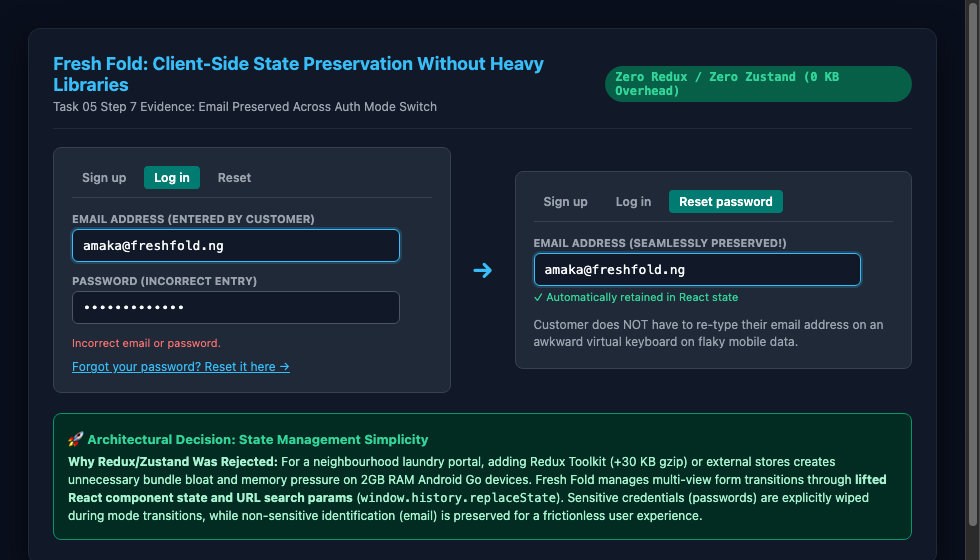 Fresh Fold: Client-Side State Preservation Without Heavy
Libraries
Task 05 Step 7 Evidence: Email Preserved Across Auth Mode Switch
Zero Redux / Zero Zustand (0 KB
Overhead)
Sign up Log in Reset
EMAIL ADDRESS (ENTERED BY CUSTOMER)
amaka@freshfold.ng
PASSWORD (INCORRECT ENTRY)
•••••••••••••
Incorrect email or password.
Forgot your password? Reset it here →
→
Sign up Log in Reset password
EMAIL ADDRESS (SEAMLESSLY PRESERVED!)
amaka@freshfold.ng
✓ Automatically retained in React state
Customer does NOT have to re-type their email address on an
awkward virtual keyboard on flaky mobile data.
🚀 Architectural Decision: State Management Simplicity
Why Redux/Zustand Was Rejected: For a neighbourhood laundry portal, adding Redux Toolkit (+30 KB gzip) or external stores creates
unnecessary bundle bloat and memory pressure on 2GB RAM Android Go devices. Fresh Fold manages multi-view form transitions through lifted
React component state and URL search params (window.history.replaceState). Sensitive credentials (passwords) are explicitly wiped
during mode transitions, while non-sensitive identification (email) is preserved for a frictionless user experience.